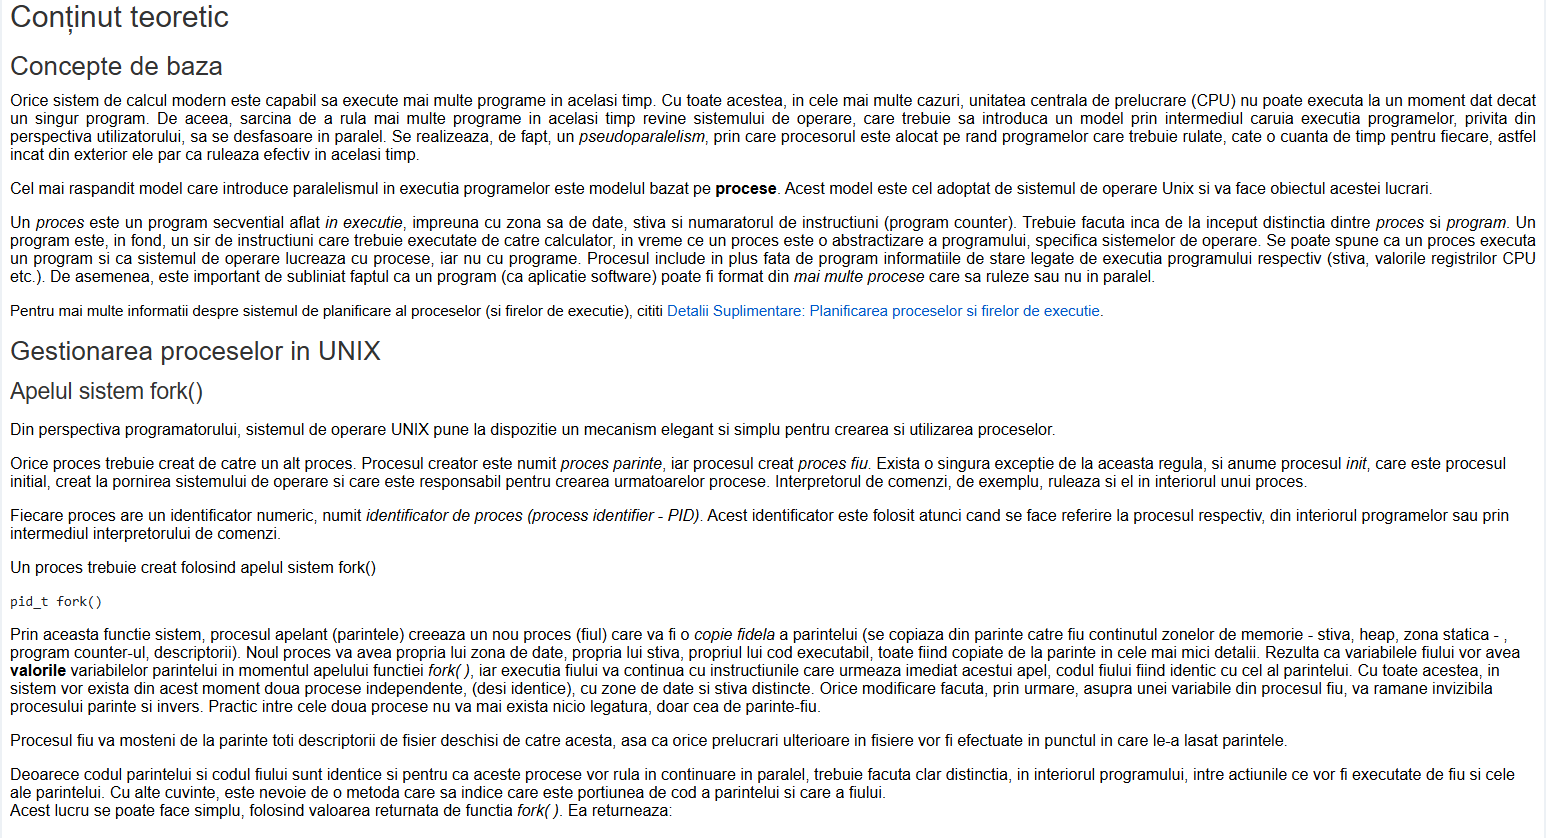 Conținut teoretic
Concepte de baza
Orice sistem de calcul modern este capabil sa execute mai multe programe in acelasi timp. Cu toate acestea, in cele mai multe cazuri, unitatea centrala de prelucrare (CPU) nu poate executa la un moment dat decat
un singur program. De aceea, sarcina de a rula mai multe programe in acelasi timp revine sistemului de operare, care trebuie sa introduca un model prin intermediul caruia executia programelor, privita din
perspectiva utilizatorului, sa se desfasoare in paralel. Se realizeaza, de fapt, un pseudoparalelism, prin care procesorul este alocat pe rand programelor care trebuie rulate, cate o cuanta de timp pentru fiecare, astfel
incat din exterior ele par ca ruleaza efectiv in acelasi timp.
Cel mai raspandit model care introduce paralelismul in executia programelor este modelul bazat pe procese. Acest model este cel adoptat de sistemul de operare Unix si va face obiectul acestei lucrari.
Un proces este un program secvential aflat in executie, impreuna cu zona sa de date, stiva si numaratorul de instructiuni (program counter). Trebuie facuta inca de la inceput distinctia dintre proces si program. Un
program este, in fond, un sir de instructiuni care trebuie executate de catre calculator, in vreme ce un proces este o abstractizare a programului, specifica sistemelor de operare. Se poate spune ca un proces executa
un program si ca sistemul de operare lucreaza cu procese, iar nu cu programe. Procesul include in plus fata de program informatiile de stare legate de executia programului respectiv (stiva, valorile registrilor CPU
etc.). De asemenea, este important de subliniat faptul ca un program (ca aplicatie software) poate fi format din mai multe procese care sa ruleze sau nu in paralel.
Pentru mai multe informatii despre sistemul de planificare al proceselor (si firelor de executie), cititi Detalii Suplimentare: Planificarea proceselor si firelor de executie.
Gestionarea proceselor in UNIX
Apelul sistem fork()
Din perspectiva programatorului, sistemul de operare UNIX pune la dispozitie un mecanism elegant si simplu pentru crearea si utilizarea proceselor.
Orice proces trebuie creat de catre un alt proces. Procesul creator este numit proces parinte, iar procesul creat proces fiu. Exista o singura exceptie de la aceasta regula, si anume procesul init, care este procesul
initial, creat la pornirea sistemului de operare si care este responsabil pentru crearea urmatoarelor procese. Interpretorul de comenzi, de exemplu, ruleaza si el in interiorul unui proces.
Fiecare proces are un identificator numeric, numit identificator de proces (process identifier - PID). Acest identificator este folosit atunci cand se face referire la procesul respectiv, din interiorul programelor sau prin
intermediul interpretorului de comenzi.
Un proces trebuie creat folosind apelul sistem fork()
pid_t fork()
Prin aceasta functie sistem, procesul apelant (parintele) creeaza un nou proces (fiul) care va fi o copie fidela a parintelui (se copiaza din parinte catre fiu continutul zonelor de memorie - stiva, heap, zona statica - ,
program counter-ul, descriptorii). Noul proces va avea propria lui zona de date, propria lui stiva, propriul lui cod executabil, toate fiind copiate de la parinte in cele mai mici detalii. Rezulta ca variabilele fiului vor avea
valorile variabilelor parintelui in momentul apelului functiei fork( ), iar executia fiului va continua cu instructiunile care urmeaza imediat acestui apel, codul fiului fiind identic cu cel al parintelui. Cu toate acestea, in
sistem vor exista din acest moment doua procese independente, (desi identice), cu zone de date si stiva distincte. Orice modificare facuta, prin urmare, asupra unei variabile din procesul fiu, va ramane invizibila
procesului parinte si invers. Practic intre cele doua procese nu va mai exista nicio legatura, doar cea de parinte-fiu.
Procesul fiu va mosteni de la parinte toti descriptorii de fisier deschisi de catre acesta, asa ca orice prelucrari ulterioare in fisiere vor fi efectuate in punctul in care le-a lasat parintele.
Deoarece codul parintelui si codul fiului sunt identice si pentru ca aceste procese vor rula in continuare in paralel, trebuie facuta clar distinctia, in interiorul programului, intre actiunile ce vor fi executate de fiu si cele
ale parintelui. Cu alte cuvinte, este nevoie de o metoda care sa indice care este portiunea de cod a parintelui si care a fiului.
Acest lucru se poate face simplu, folosind valoarea returnata de functia fork( ). Ea returneaza: